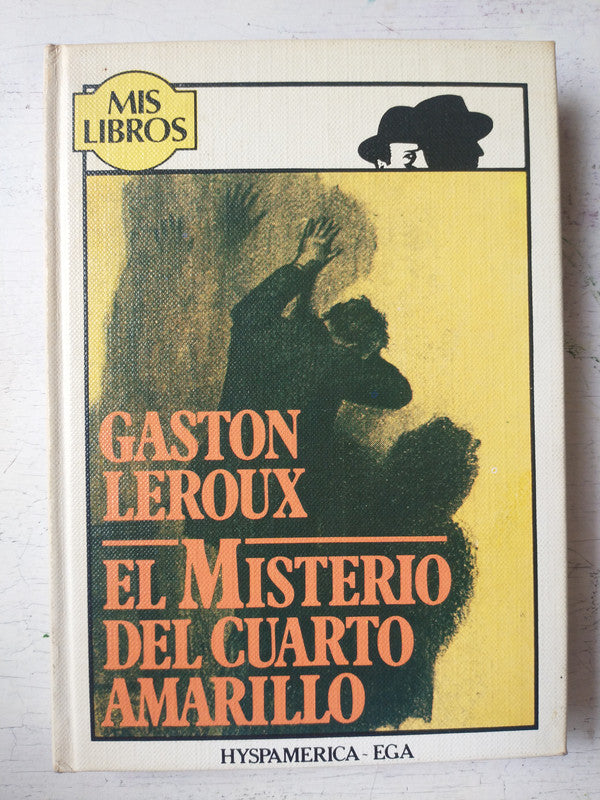 MIS
LIBROS
GASTON
LEROUX
EL MISTERIO
DEL CUARTO
AMARILLO
HYSPAMERICA - EGA